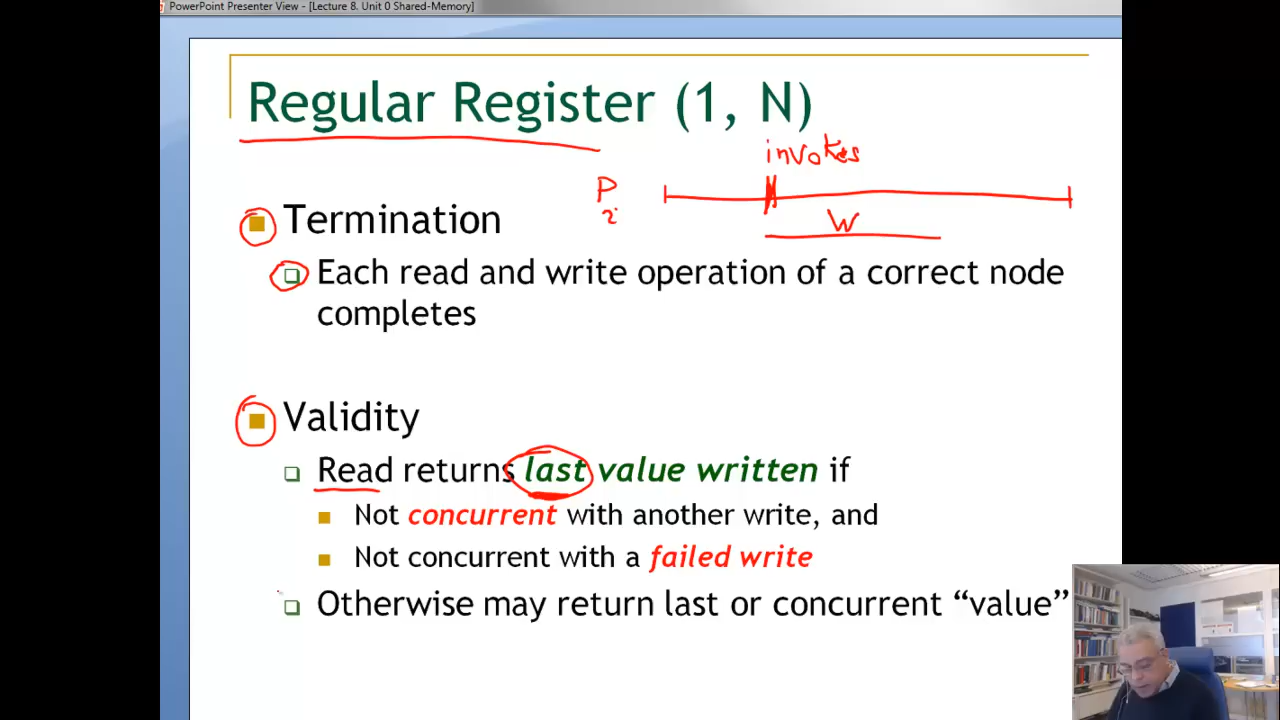 PowerPoint Presenter View - [Lecture 8. Unit 0 Shared-Memory]
Regular Register (1, N)
invokes
P
2
W
Termination
Each read and write operation of a correct node
completes
Validity
Read returns last value written if
Not concurrent with another write, and
Not concurrent with a failed write
Otherwise may return last or concurrent “value”